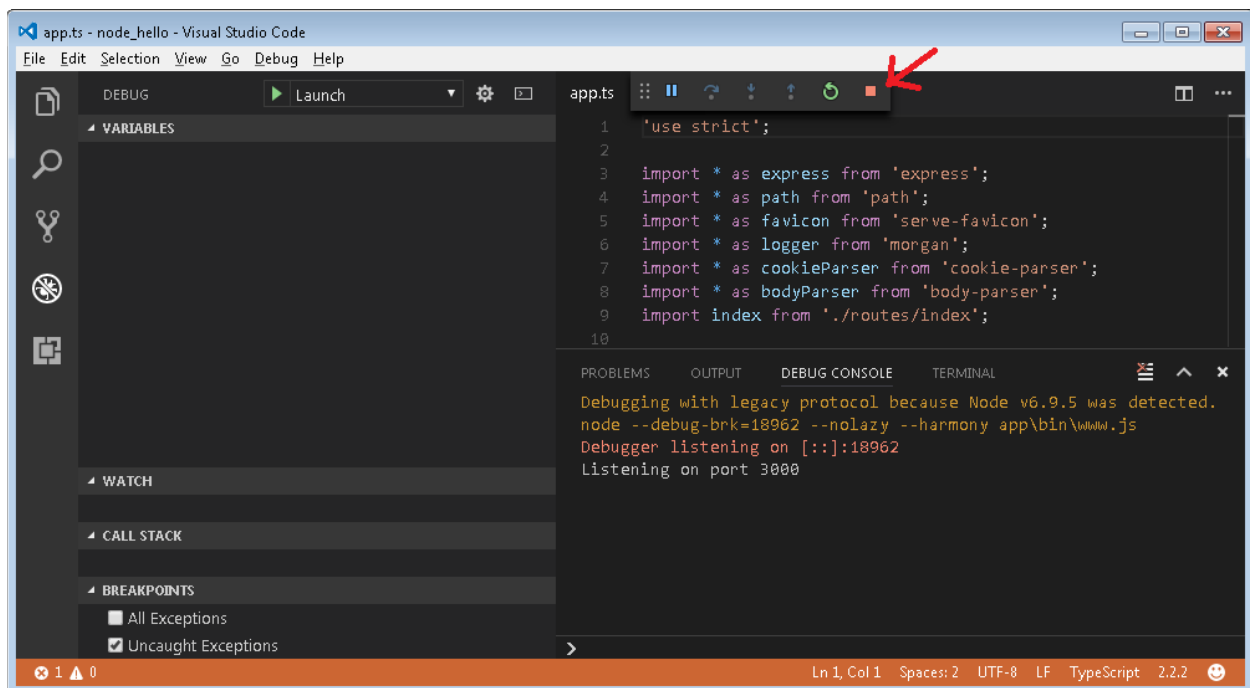 app.ts - node_hello - Visual Studio Code
File Edit Selection View Go Debug Help
DEBUG Launch
VARIABLES
WATCH
CALL STACK
BREAKPOINTS
All Exceptions
Uncaught Exceptions
app.ts
1 'use strict';
2
3 import * as express from 'express';
4 import * as path from 'path';
5 import * as favicon from 'serve-favicon';
6 import * as logger from 'morgan';
7 import * as cookieParser from 'cookie-parser';
8 import * as bodyParser from 'body-parser';
9 import index from './routes/index';
10
PROBLEMS OUTPUT DEBUG CONSOLE TERMINAL
Debugging with legacy protocol because Node v6.9.5 was detected.
node --debug-brk=18962 --nolazy --harmony app\bin\www.js
Debugger listening on [::]:18962
Listening on port 3000
1 0 Ln 1, Col 1 Spaces: 2 UTF-8 LF TypeScript 2.2.2